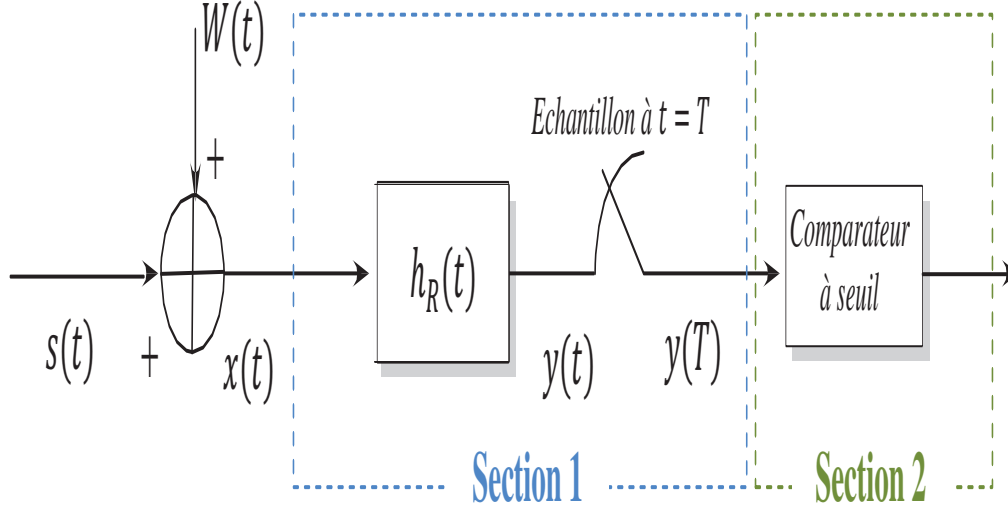 W(t)
Echantillon à t = T
+
Comparateur
à seuil
h_R(t)
s(t)
+
x(t)
y(t)
y(T)
Section 1
Section 2